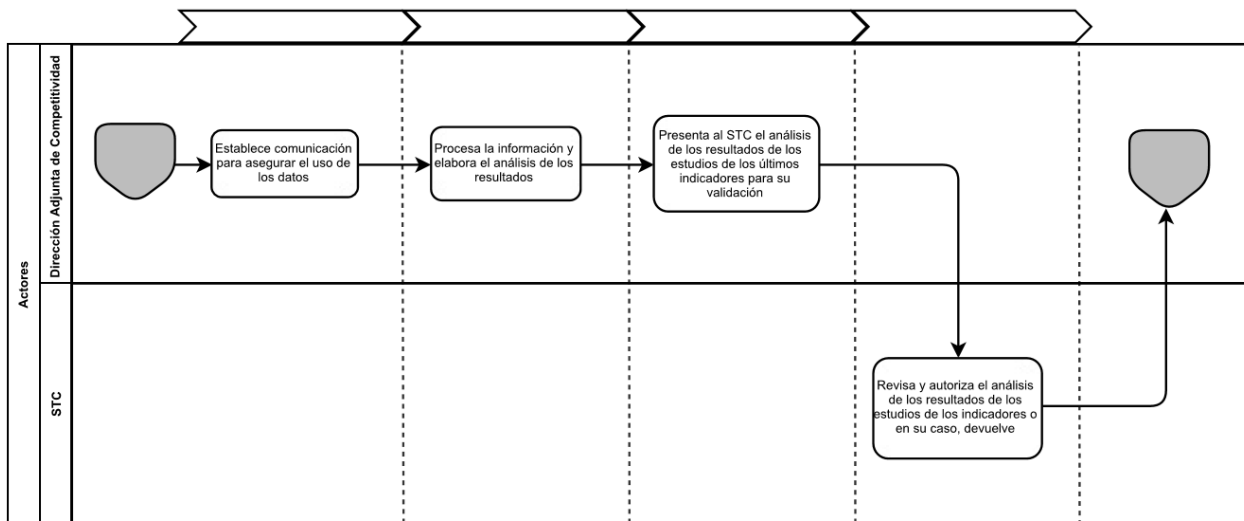 Actores
Dirección Adjunta de Competitividad
Establece comunicación
para asegurar el uso de
los datos
Procesa la información y
elabora el análisis de los
resultados
Presenta al STC el análisis
de los resultados de los
estudios de los últimos
indicadores para su
validación
STC
Revisa y autoriza el análisis
de los resultados de los
estudios de los indicadores o
en su caso, devuelve